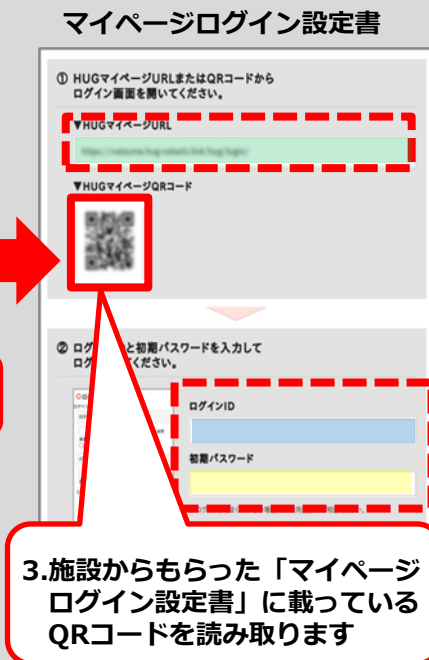 マイページログイン設定書
① HUGマイページURLまたはQRコードから
ログイン画面を開いてください。
▼HUGマイページURL
▼HUGマイページQRコード
② ログ
と初期パスワードを入力して
ログ
ください。
ログインID
初期パスワード
3.施設からもらった「マイページ
ログイン設定書」に載っている
QRコードを読み取ります